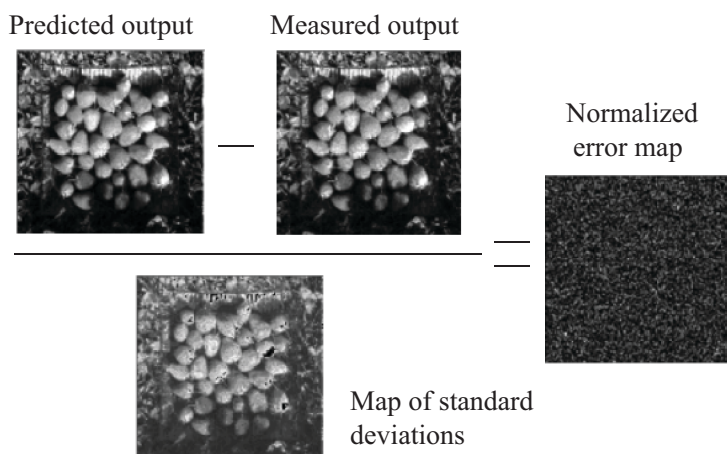 Predicted output
Measured output
Normalized
error map
Map of standard
deviations